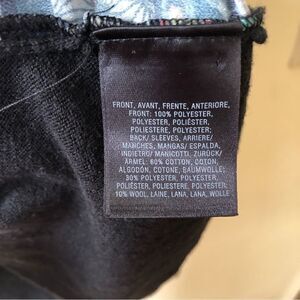 FRONT, AVANT, FRENTE, ANTERIORE,
FRONT: 100% POLYESTER,
POLYESTER, POLIÉSTER,
POLIESTERE, POLYESTER;
BACK/ SLEEVES, ARRIERE/
MANCHES, MANGAS/ ESPALDA,
INDIETRO/ MANICOTTI, ZURÜCK/
ÄRMEL: 60% COTTON, COTON,
ALGODÓN, COTONE, BAUMWOLLE;
30% POLYESTER, POLYESTER,
POLIÉSTER, POLIESTERE, POLYESTER;
10% WOOL, LAINE, LANA, LANA, WOLLE